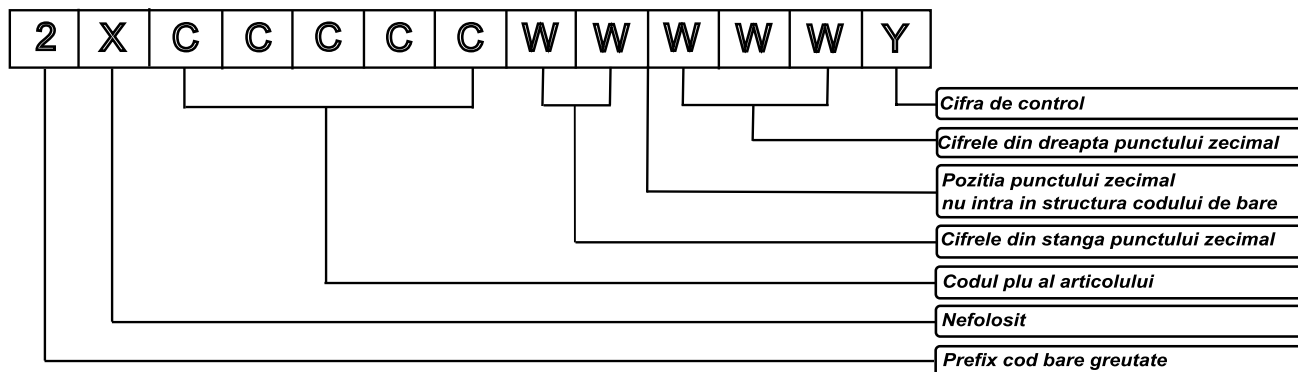 2 X C C C C C W W W W W Y
Cifra de control
Cifrele din dreapta punctului zecimal
Pozitia punctului zecimal
nu intra in structura codului de bare
Cifrele din stanga punctului zecimal
Codul plu al articolului
Nefolosit
Prefix cod bare greutate